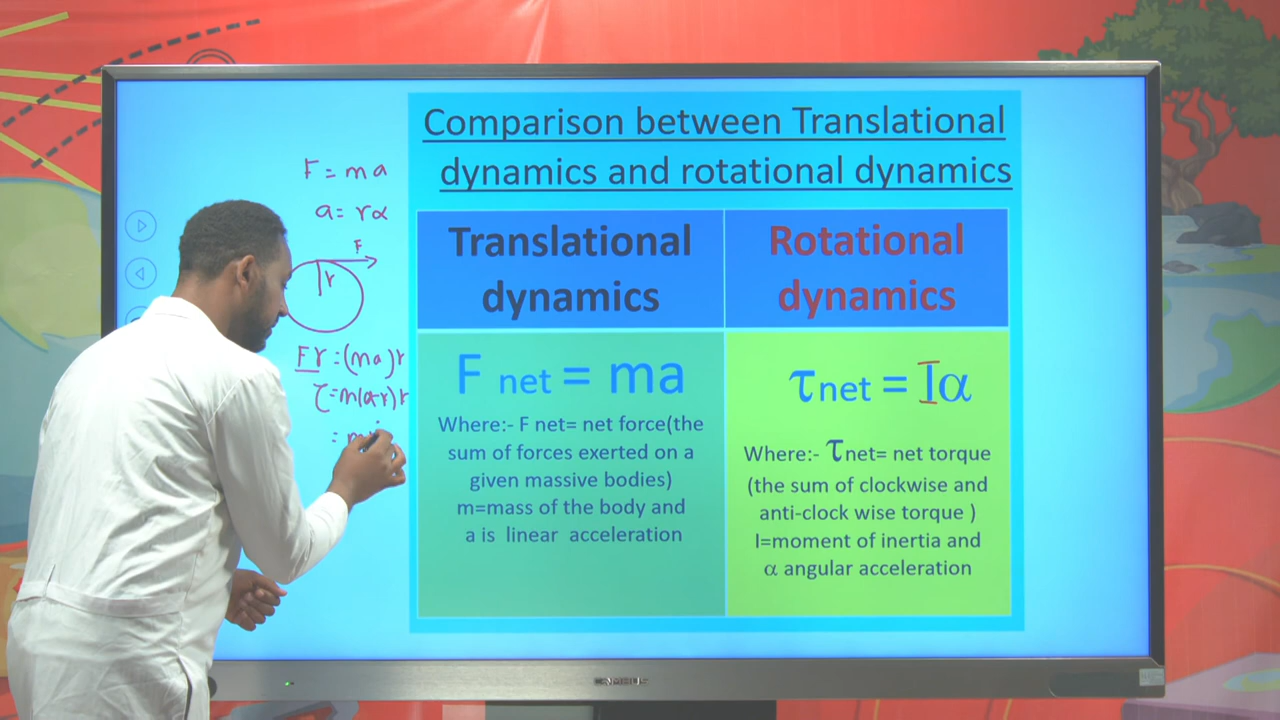 Comparison between Translational
dynamics and rotational dynamics
F = ma
a = rα
F
r
Fr = (ma)r
τ = m(αr)r
= m
Translational
dynamics
F net = ma
Where:- F net= net force(the
sum of forces exerted on a
given massive bodies)
m=mass of the body and
a is linear acceleration
Rotational
dynamics
τnet = Iα
Where:- τnet= net torque
(the sum of clockwise and
anti-clock wise torque )
I=moment of inertia and
α angular acceleration